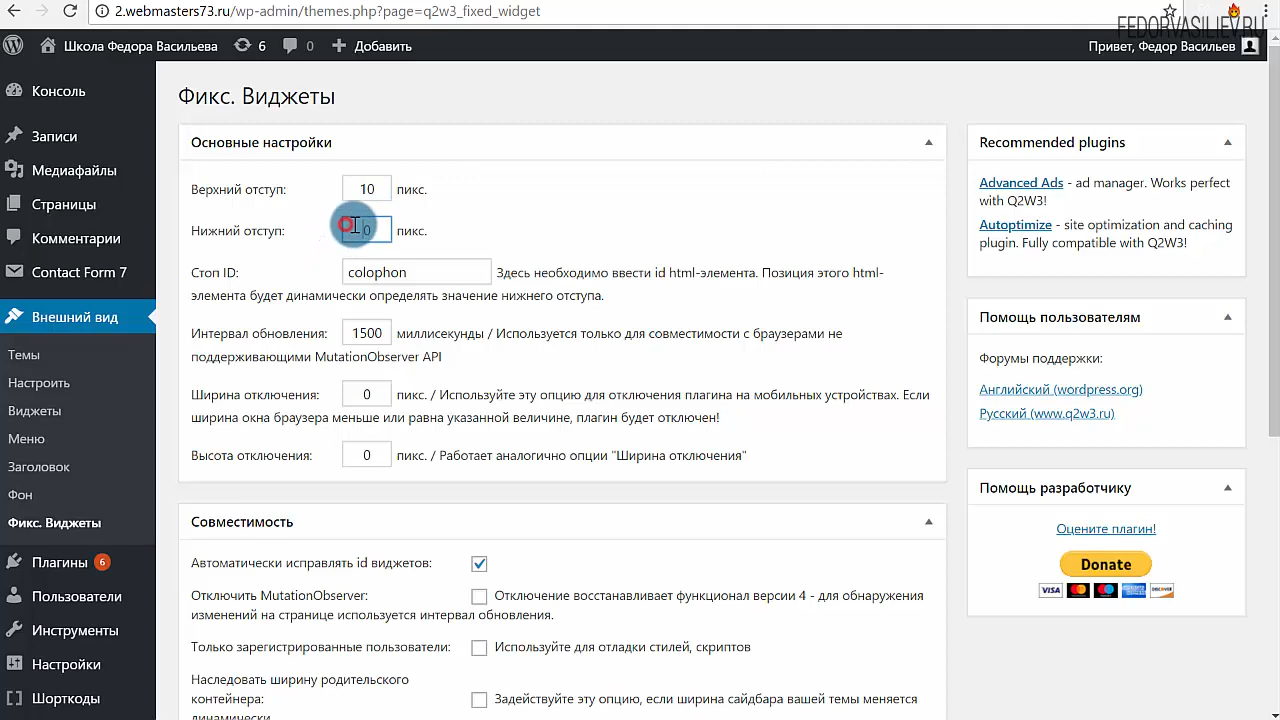 2.webmasters73.ru/wp-admin/themes.php?page=q2w3_fixed_widget
FEDORVASILIEV.RU
Школа Федора Васильева
6
0
Добавить
Привет, Федор Васильев
Консоль
Записи
Медиафайлы
Страницы
Комментарии
Contact Form 7
Внешний вид
Темы
Настроить
Виджеты
Меню
Заголовок
Фон
Фикс. Виджеты
Плагины 6
Пользователи
Инструменты
Настройки
Шорткоды
Фикс. Виджеты
Основные настройки
Верхний отступ: 10 пикс.
Нижний отступ: 0 пикс.
Стоп ID: colophon Здесь необходимо ввести id html-элемента. Позиция этого html-
элемента будет динамически определять значение нижнего отступа.
Интервал обновления: 1500 миллисекунды / Используется только для совместимости с браузерами не
поддерживающими MutationObserver API
Ширина отключения: 0 пикс. / Используйте эту опцию для отключения плагина на мобильных устройствах. Если
ширина окна браузера меньше или равна указанной величине, плагин будет отключен!
Высота отключения: 0 пикс. / Работает аналогично опции "Ширина отключения"
Совместимость
Автоматически исправлять id виджетов:
Отключить MutationObserver: Отключение восстанавливает функционал версии 4 - для обнаружения
изменений на странице используется интервал обновления.
Только зарегистрированные пользователи: Используйте для отладки стилей, скриптов
Наследовать ширину родительского
контейнера: Задействуйте эту опцию, если ширина сайдбара вашей темы меняется
динамически
Recommended plugins
Advanced Ads - ad manager. Works perfect
with Q2W3!
Autoptimize - site optimization and caching
plugin. Fully compatible with Q2W3!
Помощь пользователям
Форумы поддержки:
Английский (wordpress.org)
Русский (www.q2w3.ru)
Помощь разработчику
Оцените плагин!
Donate
VISA
DISCOVER